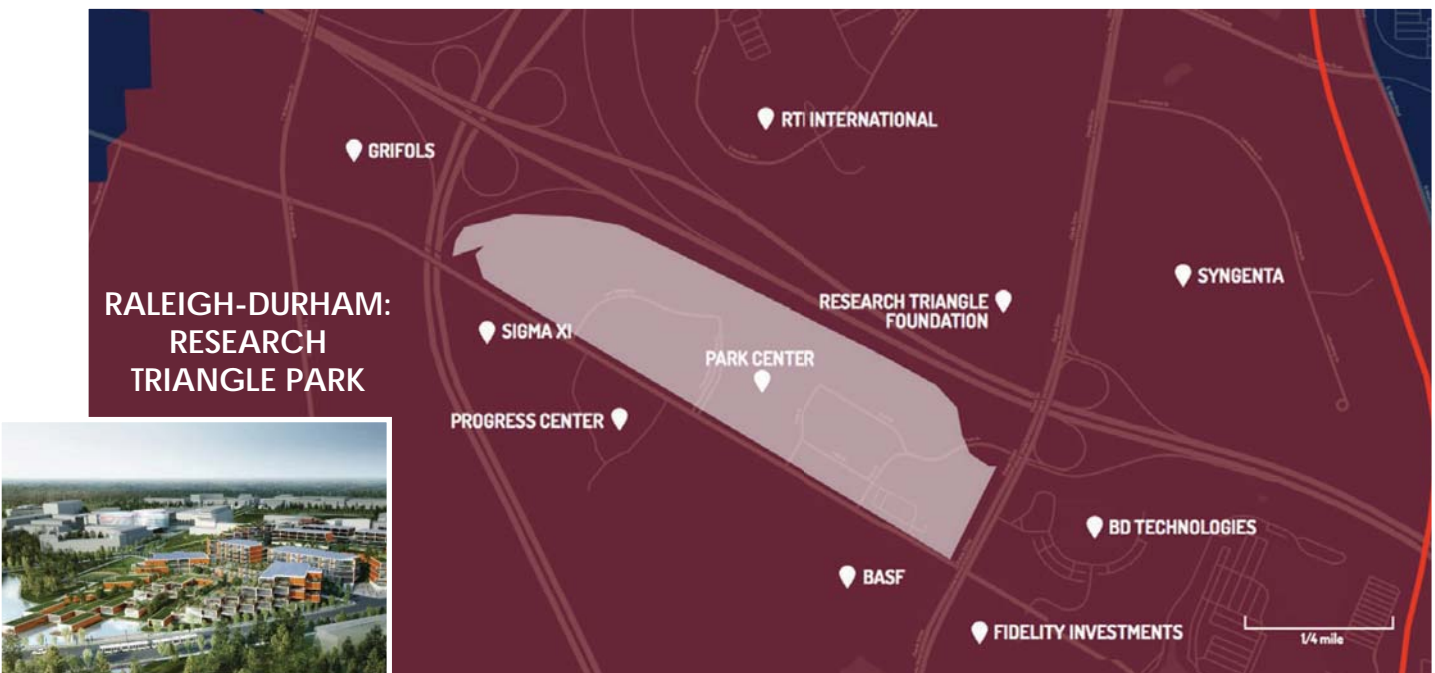 RTI INTERNATIONAL
GRIFOLS
SYNGENTA
RALEIGH-DURHAM:
RESEARCH
TRIANGLE PARK
RESEARCH TRIANGLE
FOUNDATION
SIGMA XI
PARK CENTER
PROGRESS CENTER
BD TECHNOLOGIES
BASF
FIDELITY INVESTMENTS
1/4 mile